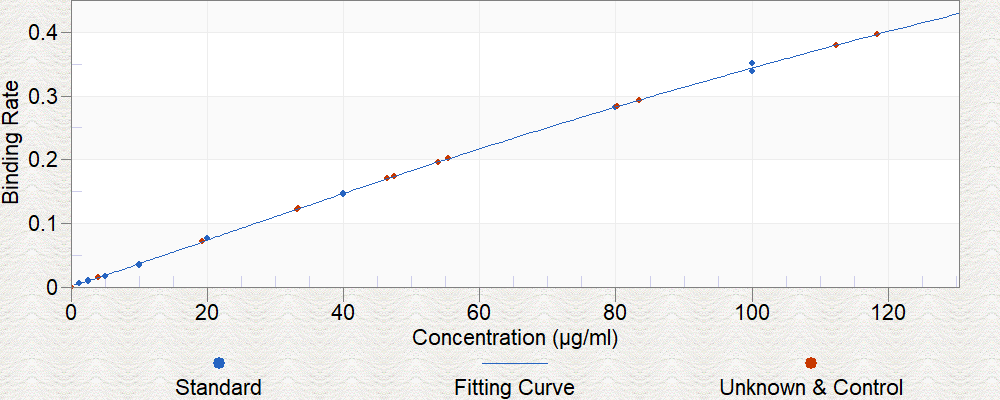 0.4
0.3
0.2
0.1
0
Binding Rate
0 20 40 60 80 100 120
Concentration (µg/ml)
Standard Fitting Curve Unknown & Control